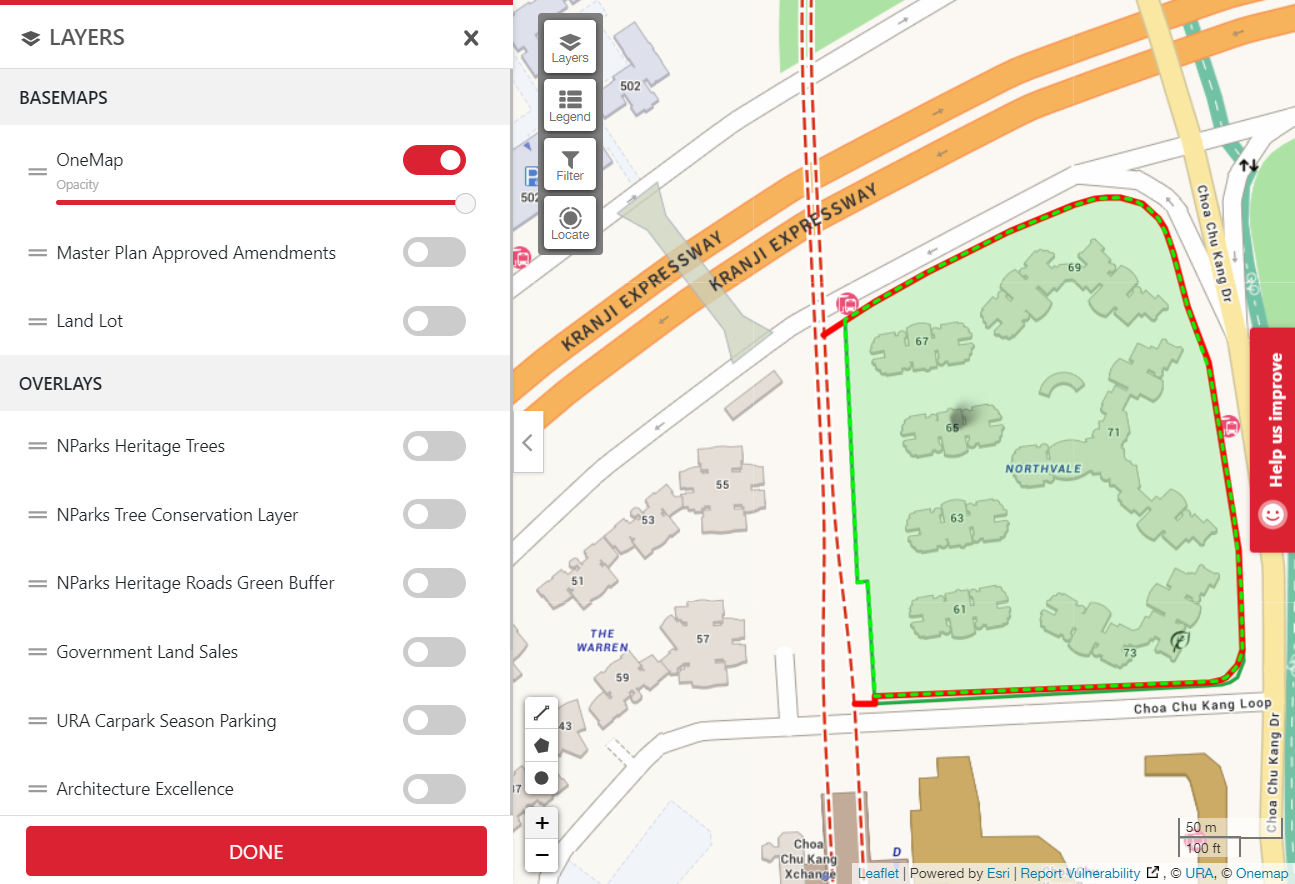 LAYERS
BASEMAPS
OneMap
Opacity
Master Plan Approved Amendments
Land Lot
OVERLAYS
NParks Heritage Trees
NParks Tree Conservation Layer
NParks Heritage Roads Green Buffer
Government Land Sales
URA Carpark Season Parking
Architecture Excellence
DONE
Layers
Legend
Filter
Locate
502
P
502
KRANJI EXPRESSWAY
KRANJI EXPRESSWAY
Choa Chu Kang Dr
69
67
65
71
NORTHVALE
63
61
73
55
53
51
THE
WARREN
57
59
43
37
Choa Chu Kang Loop
Choa Chu Kang Dr
Choa
Chu Kang
Xchange
D
Help us improve
+
−
50 m
100 ft
Leaflet | Powered by Esri | Report Vulnerability , © URA, © Onemap